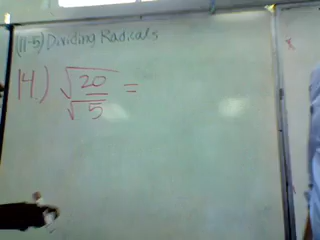 (11-5) Dividing Radicals
14) √20/√5 =